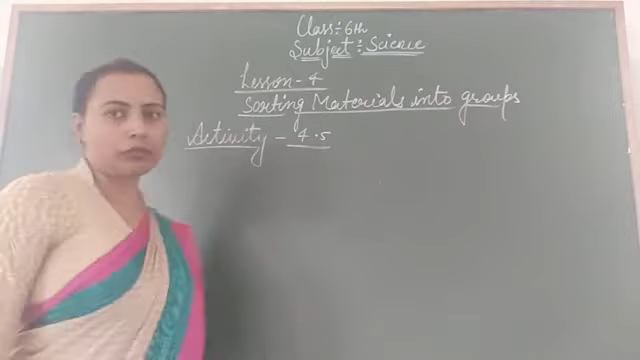 Class:- 6th
Subject :- Science
Lesson - 4
Sorting Materials into groups
Activity - 4.5